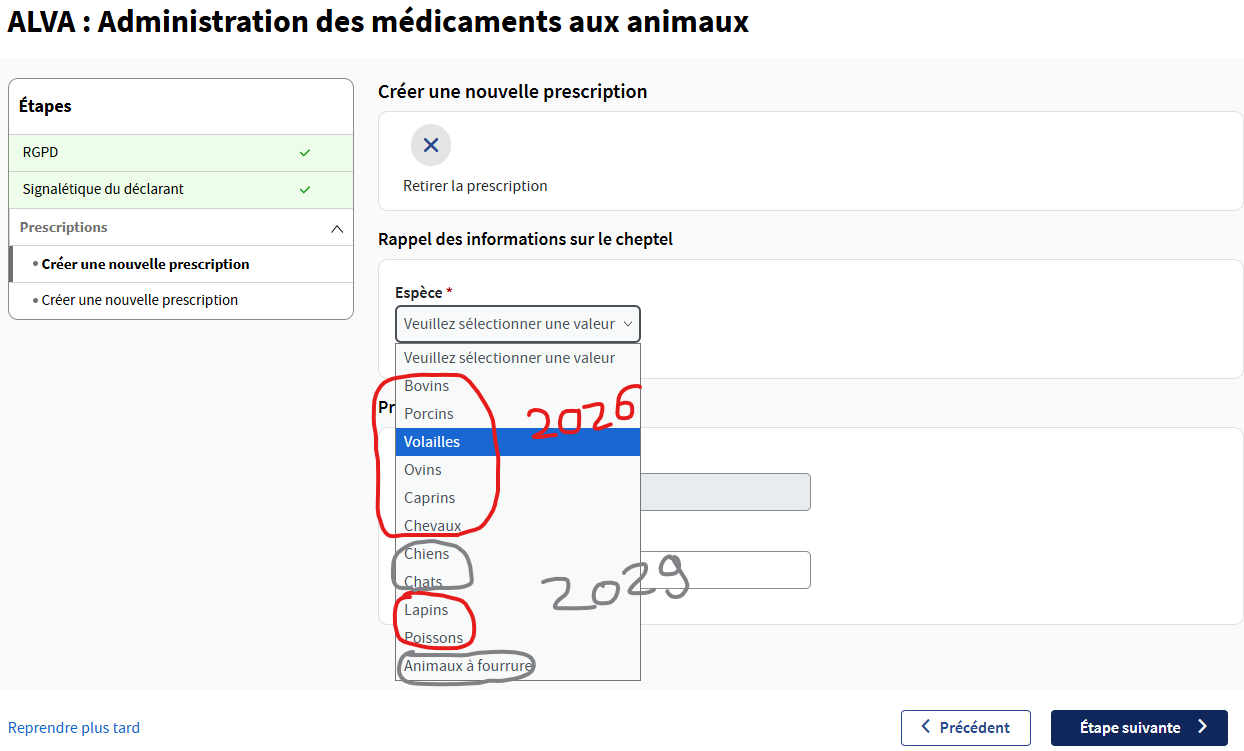 ALVA : Administration des médicaments aux animaux
Étapes
RGPD
Signalétique du déclarant
Prescriptions
• Créer une nouvelle prescription
• Créer une nouvelle prescription
Créer une nouvelle prescription
Retirer la prescription
Rappel des informations sur le cheptel
Espèce *
Veuillez sélectionner une valeur
Veuillez sélectionner une valeur
Bovins
Pr
Porcins
2026
Volailles
Ovins
Caprins
Chevaux
Chiens
Chats
2029
Lapins
Poissons
Animaux à fourrure
Reprendre plus tard
Précédent
Étape suivante